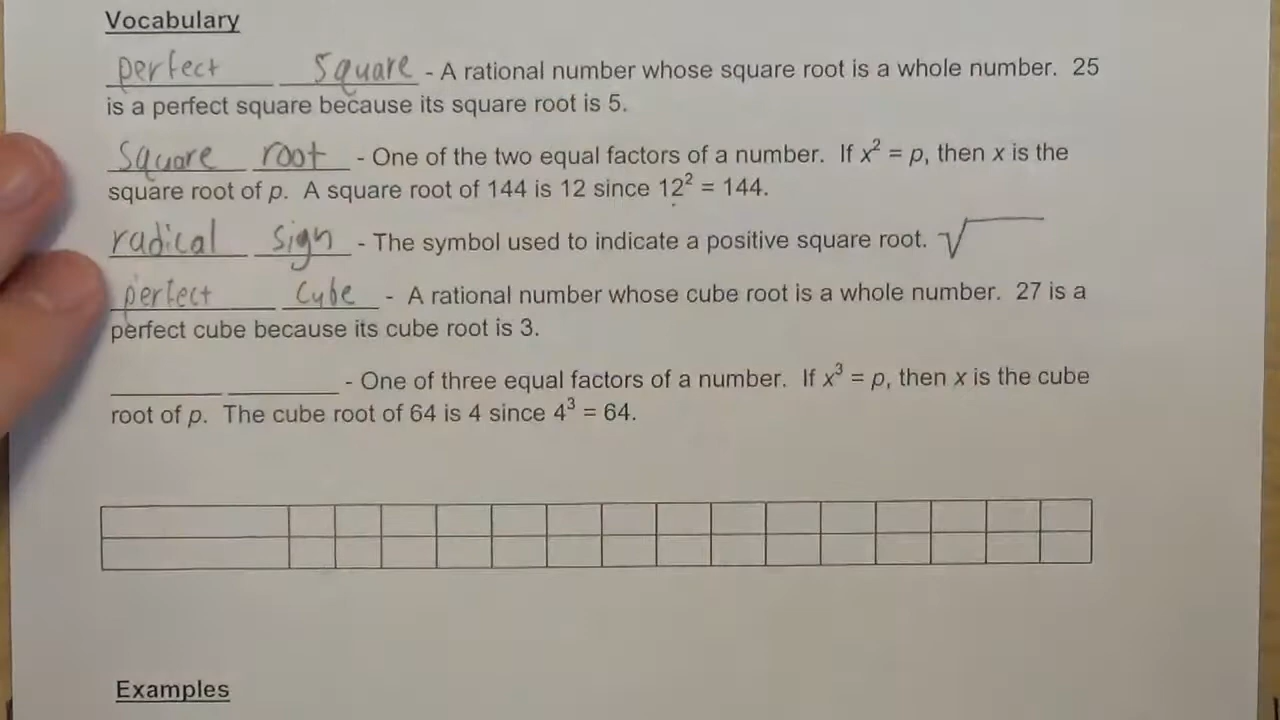 Vocabulary
perfect square - A rational number whose square root is a whole number. 25
is a perfect square because its square root is 5.
square root - One of the two equal factors of a number. If x² = p, then x is the
square root of p. A square root of 144 is 12 since 12² = 144.
radical sign - The symbol used to indicate a positive square root. √
perfect cube - A rational number whose cube root is a whole number. 27 is a
perfect cube because its cube root is 3.
- One of three equal factors of a number. If x³ = p, then x is the cube
root of p. The cube root of 64 is 4 since 4³ = 64.
Examples